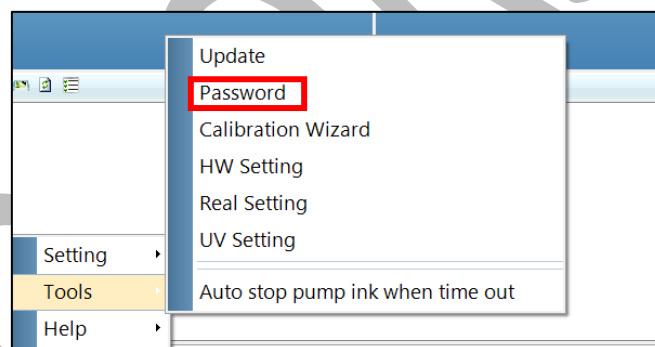 Update
Password
Calibration Wizard
HW Setting
Real Setting
UV Setting
Auto stop pump ink when time out
Setting
Tools
Help